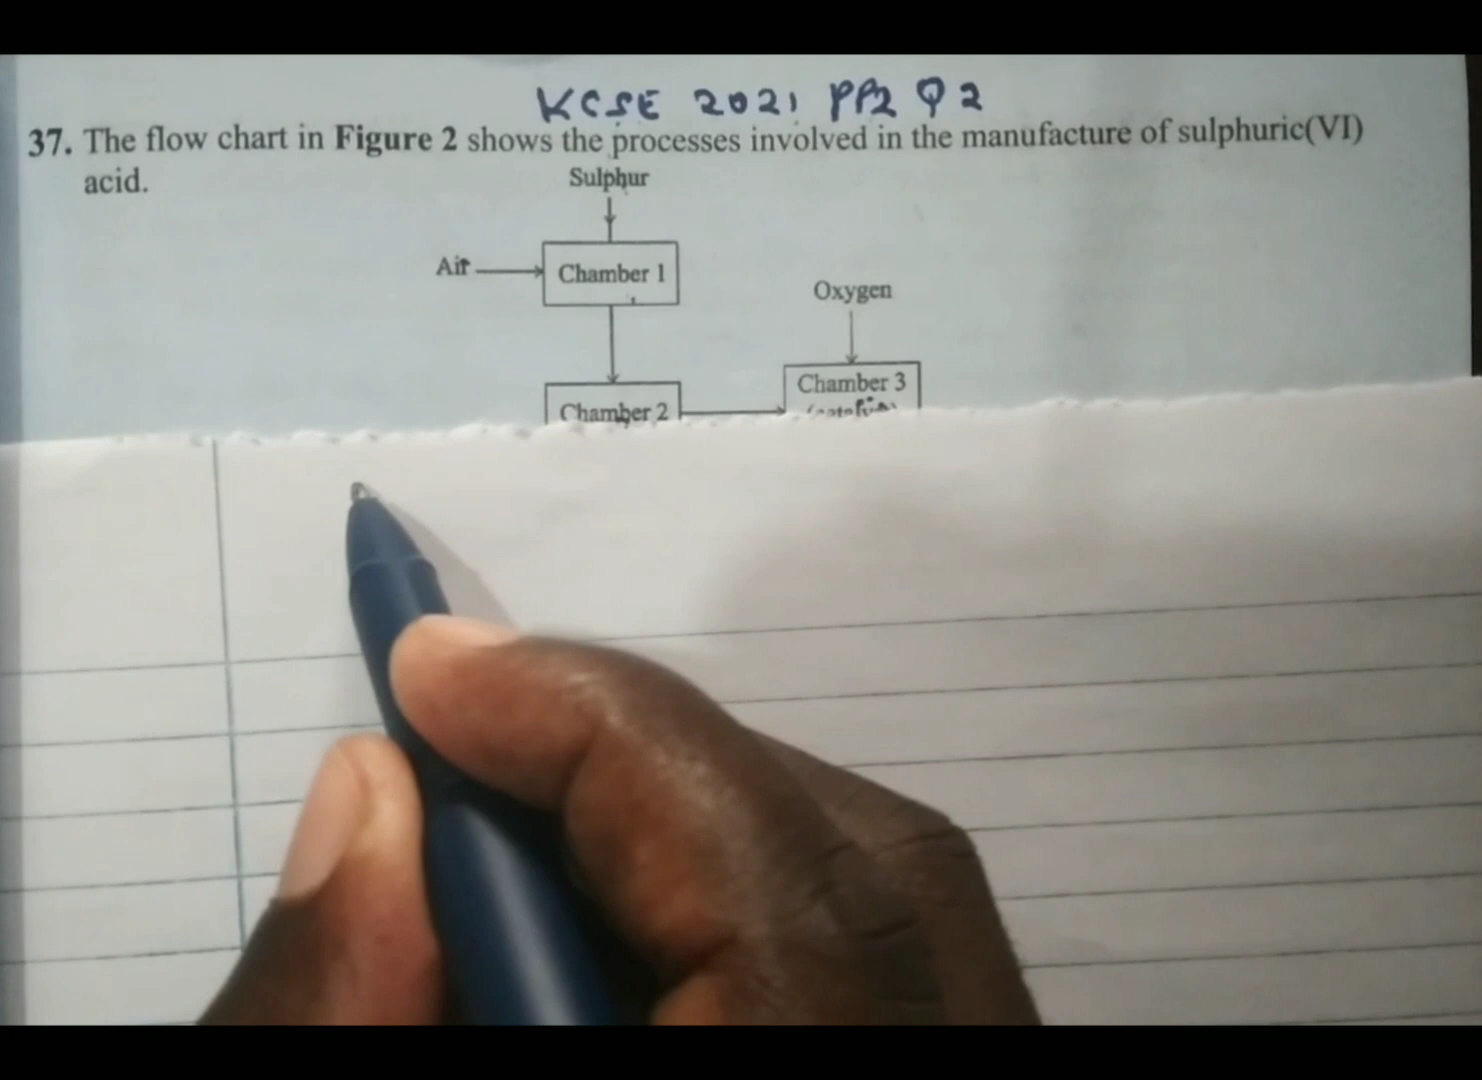 KCSE 2021 PP2 Q2
37. The flow chart in Figure 2 shows the processes involved in the manufacture of sulphuric(VI)
acid.
Sulphur
Air
Chamber 1
Oxygen
Chamber 3
Chamber 2